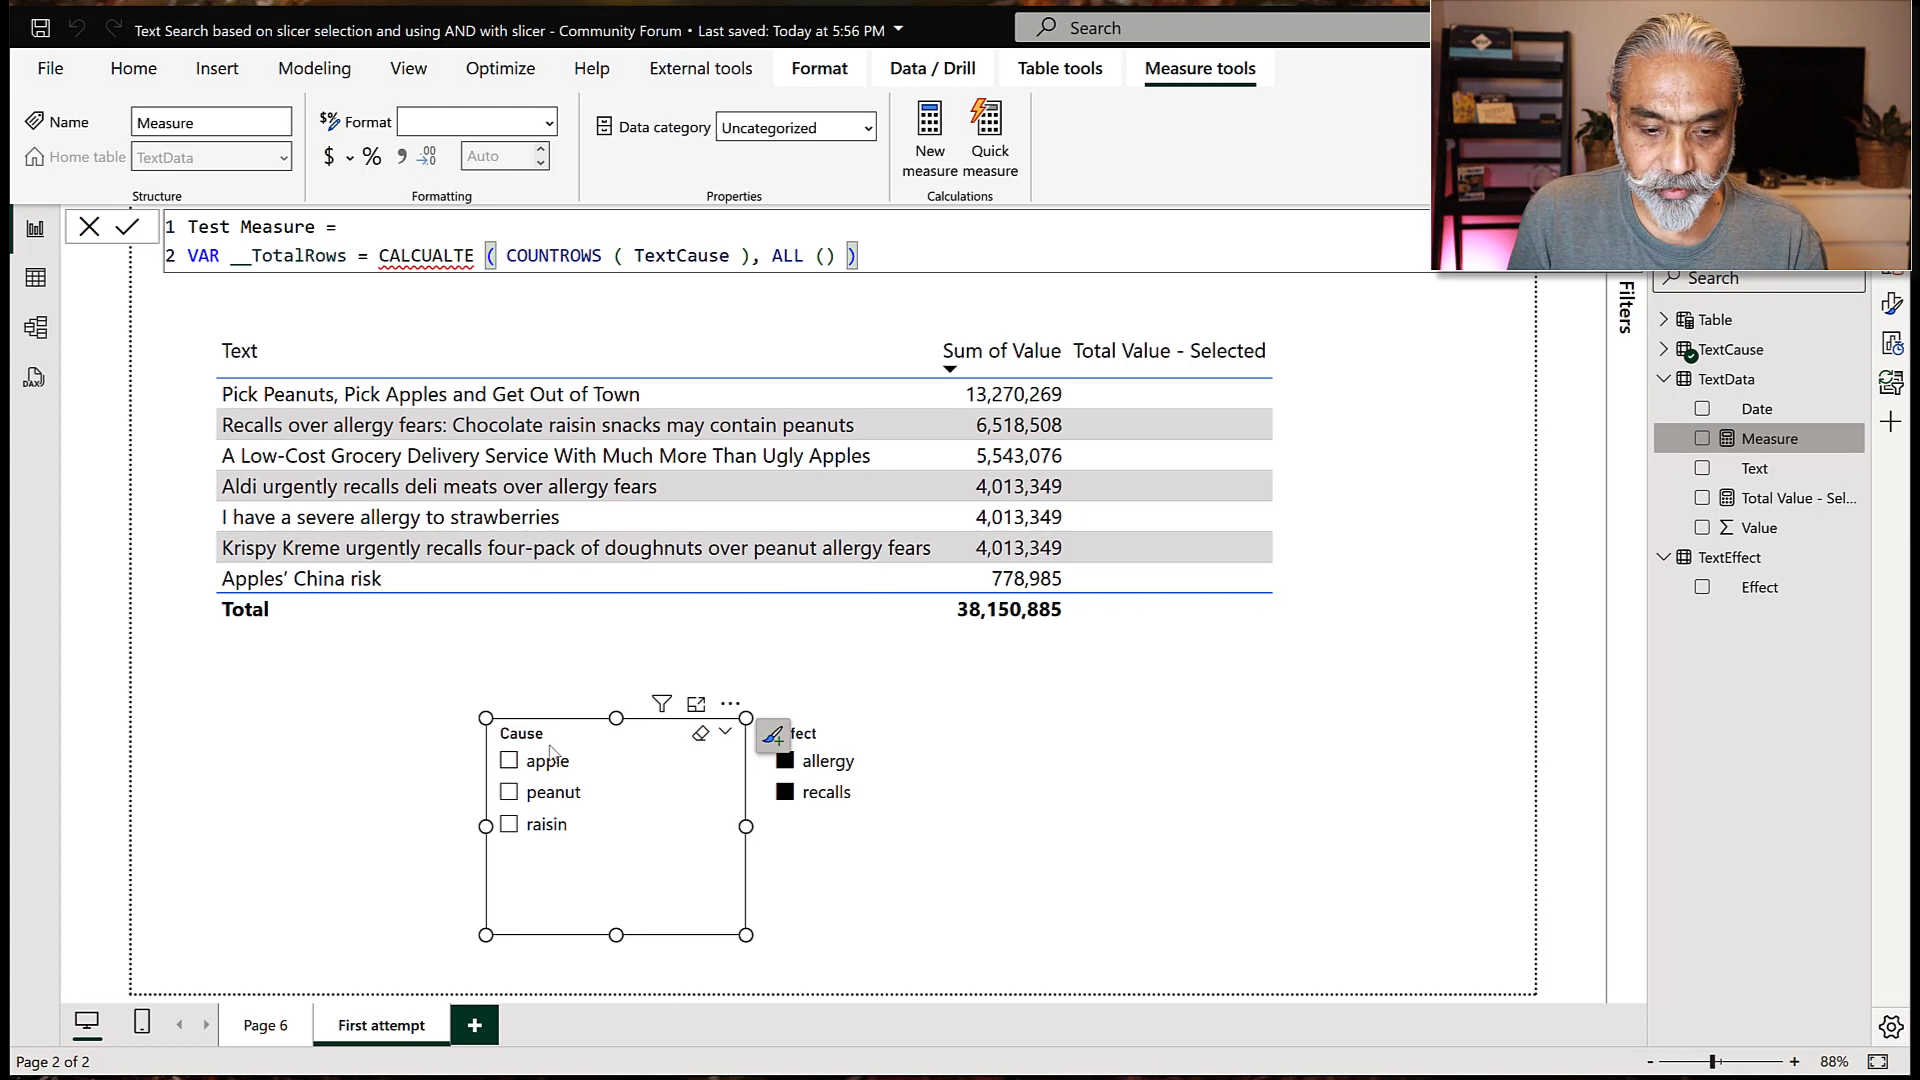 Text Search based on slicer selection and using AND with slicer - Community Forum • Last saved: Today at 5:56 PM
Search
File Home Insert Modeling View Optimize Help External tools Format Data / Drill Table tools Measure tools
Name Measure
Home table TextData
Structure
$% Format
$ % 9 .00 Auto
Formatting
Data category Uncategorized
Properties
New measure
Quick measure
Calculations
1 Test Measure =
2 VAR __TotalRows = CALCUALTE ( COUNTROWS ( TextCause ), ALL () )
Text Sum of Value Total Value - Selected
Pick Peanuts, Pick Apples and Get Out of Town 13,270,269
Recalls over allergy fears: Chocolate raisin snacks may contain peanuts 6,518,508
A Low-Cost Grocery Delivery Service With Much More Than Ugly Apples 5,543,076
Aldi urgently recalls deli meats over allergy fears 4,013,349
I have a severe allergy to strawberries 4,013,349
Krispy Kreme urgently recalls four-pack of doughnuts over peanut allergy fears 4,013,349
Apples’ China risk 778,985
Total 38,150,885
Cause
apple
peanut
raisin
fect
allergy
recalls
Filters
Search
Table
TextCause
TextData
Date
Measure
Text
Total Value - Sel...
Σ Value
TextEffect
Effect
DAX
Page 6 First attempt +
Page 2 of 2
- + 88%